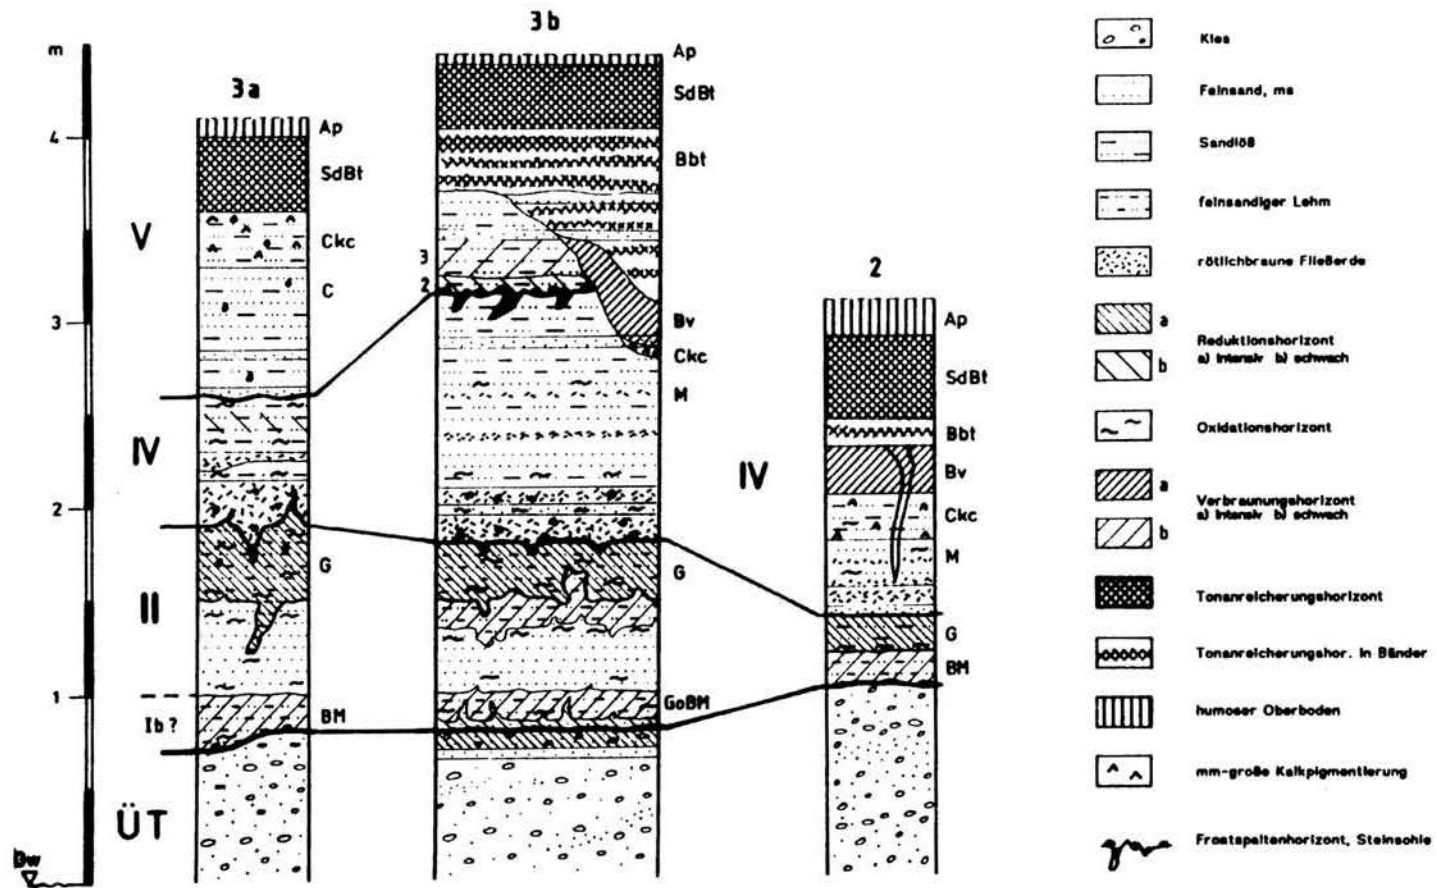 m
4
3
2
1
Bw
3a
Ap
SdBt
Ckc
C
G
BM
V
IV
II
Ib ?
ÜT
3b
Ap
SdBt
Bbt
3
2
Bv
Ckc
M
G
GoBM
2
IV
Ap
SdBt
Bbt
Bv
Ckc
M
G
BM
Kies
Feinsand, ms
Sandlöß
feinsandiger Lehm
rötlichbraune Fließerde
a
Reduktionshorizont
a) intensiv b) schwach
b
Oxidationshorizont
a
Verbraunungshorizont
a) intensiv b) schwach
b
Tonanreicherungshorizont
Tonanreicherungshor. in Bänder
humoser Oberboden
mm-große Kalkpigmentierung
Frostspaltenhorizont, Steinsohle